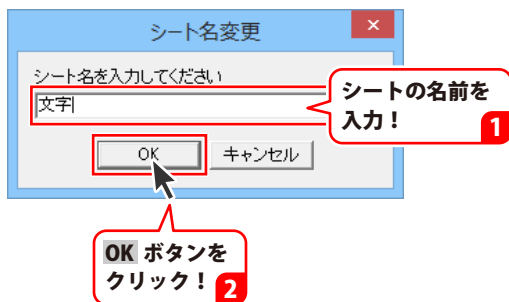 シート名変更
×
シート名を入力してください
文字
シートの名前を
入力！
1
OK
キャンセル
OK ボタンを
クリック！
2